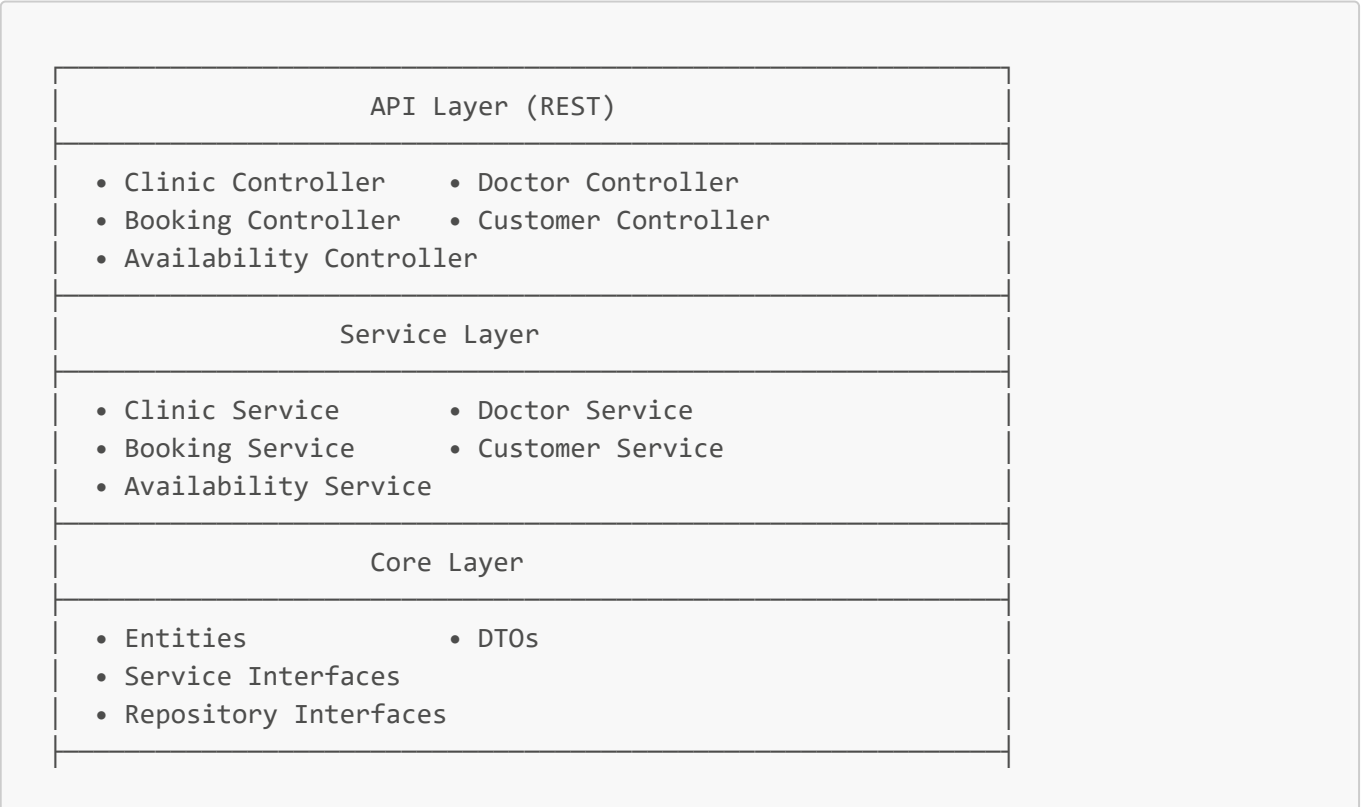 API Layer (REST)
• Clinic Controller • Doctor Controller
• Booking Controller • Customer Controller
• Availability Controller
Service Layer
• Clinic Service • Doctor Service
• Booking Service • Customer Service
• Availability Service
Core Layer
• Entities • DTOs
• Service Interfaces
• Repository Interfaces